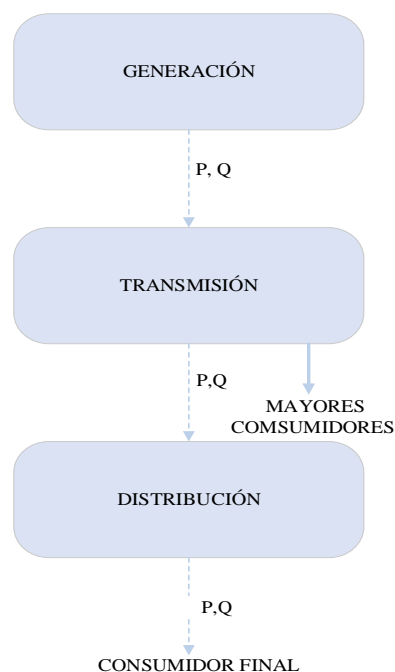 GENERACIÓN
P, Q
TRANSMISIÓN
P,Q
MAYORES
COMSUMIDORES
DISTRIBUCIÓN
P,Q
CONSUMIDOR FINAL